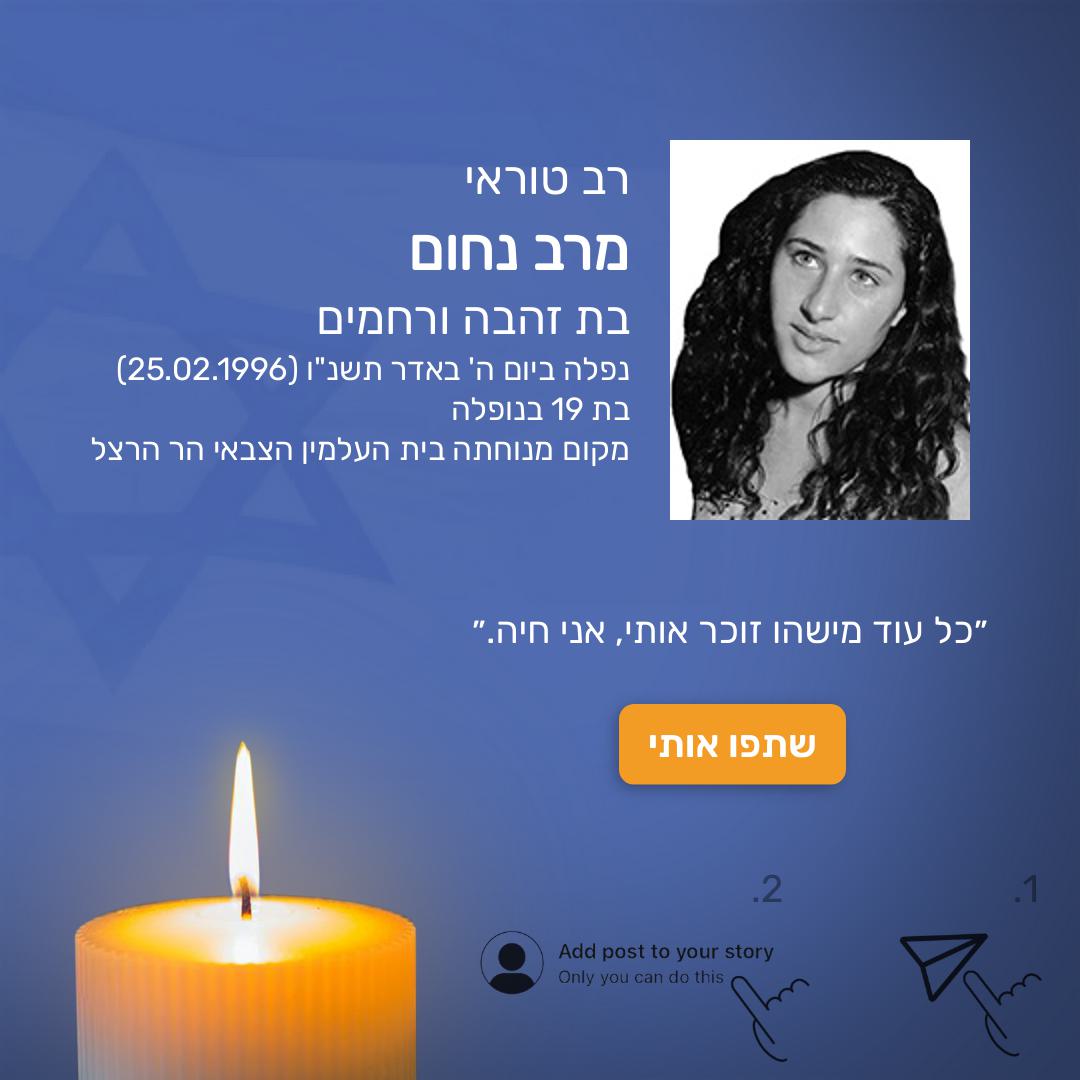 רב טוראי
מרב נחום
בת זהבה ורחמים
נפלה ביום ה' באדר תשנ"ו (25.02.1996)
בת 19 בנופלה
מקום מנוחתה בית העלמין הצבאי הר הרצל
״כל עוד מישהו זוכר אותי, אני חיה.״
שתפו אותי
1.
2.
Add post to your story
Only you can do this